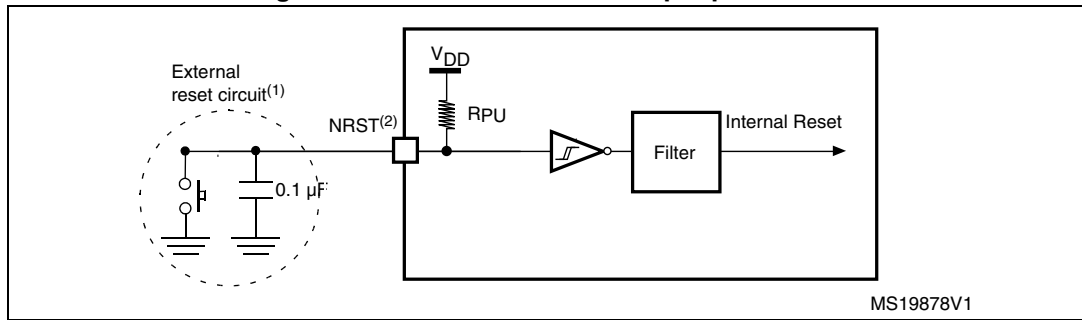 VDD
External
reset circuit(1)
RPU
NRST(2)
Internal Reset
Filter
0.1 µF
MS19878V1